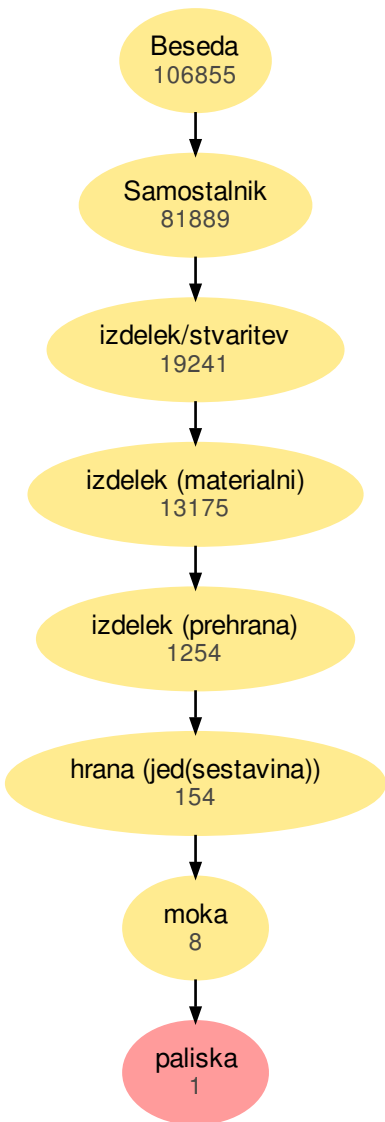 Beseda
106855
Samostalnik
81889
izdelek/stvaritev
19241
izdelek (materialni)
13175
izdelek (prehrana)
1254
hrana (jed(sestavina))
154
moka
8
paliska
1